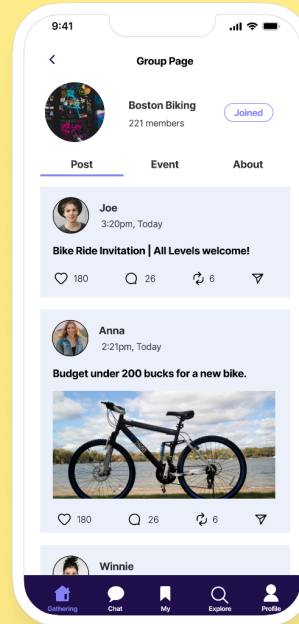 9:41
Group Page
Boston Biking
221 members
Joined
Post Event About
Joe
3:20pm, Today
Bike Ride Invitation | All Levels welcome!
180 26 6
Anna
2:21pm, Today
Budget under 200 bucks for a new bike.
180 26 6
Winnie
Gathering Chat My Explore Profile